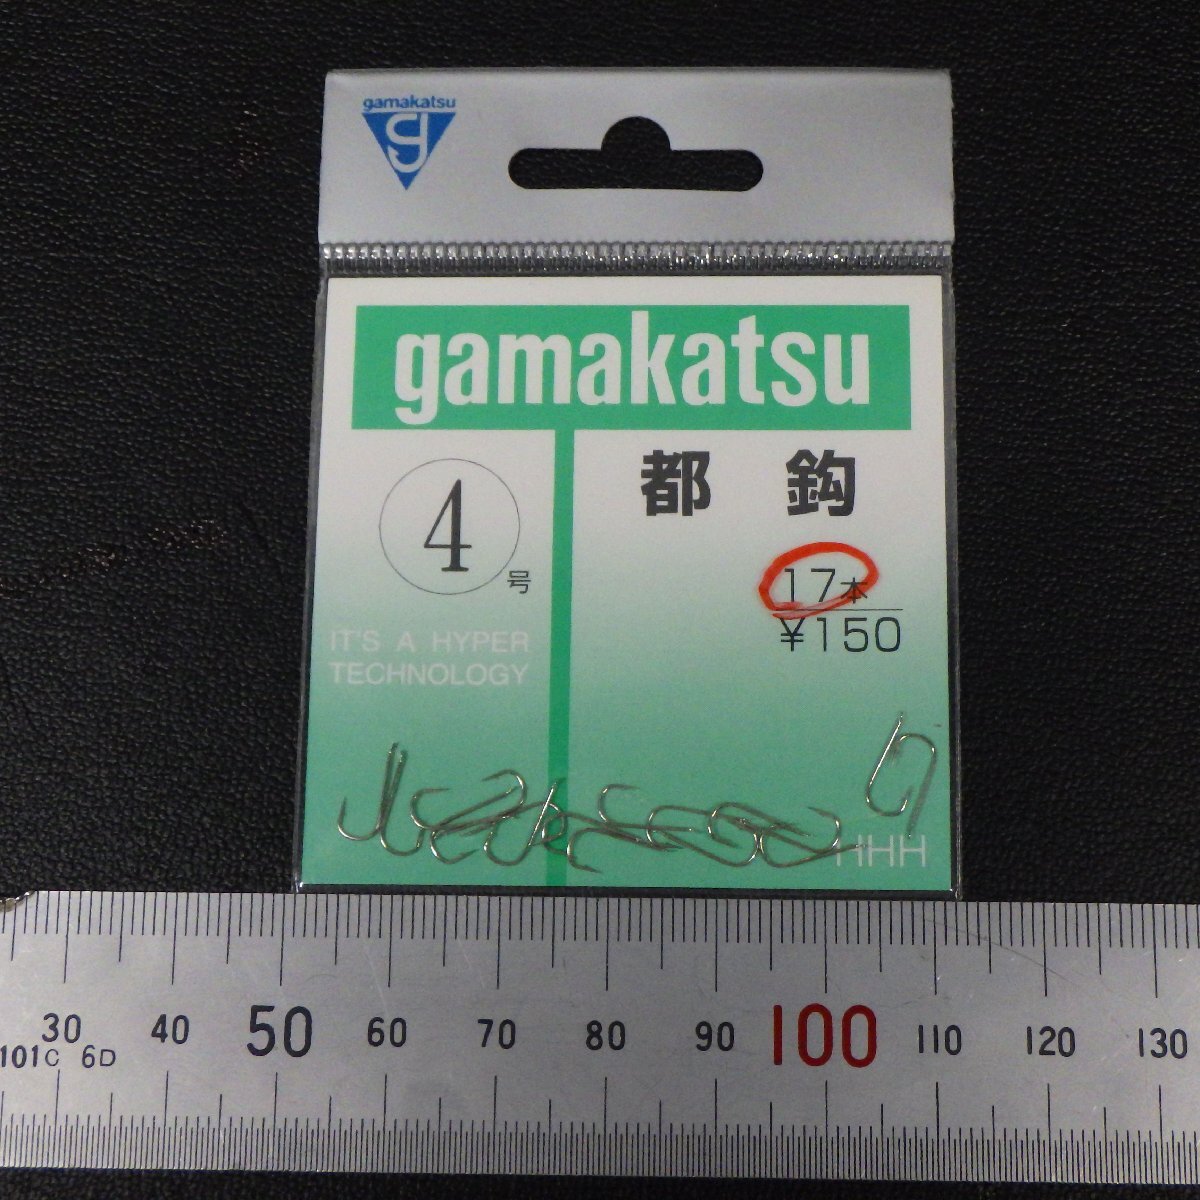 gamakatsu
g
gamakatsu
都 鈎
4号
17本
¥150
IT'S A HYPER
TECHNOLOGY
HHH
30 40 50 60 70 80 90 100 110 120 130
101C 6D